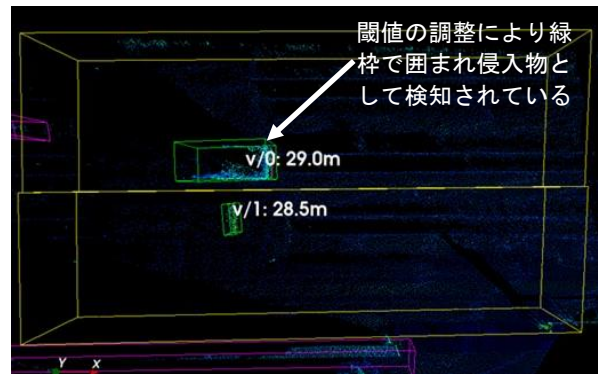 閾値の調整により緑
枠で囲まれ侵入物と
して検知されている
v/0: 29.0m
v/1: 28.5m
Y X